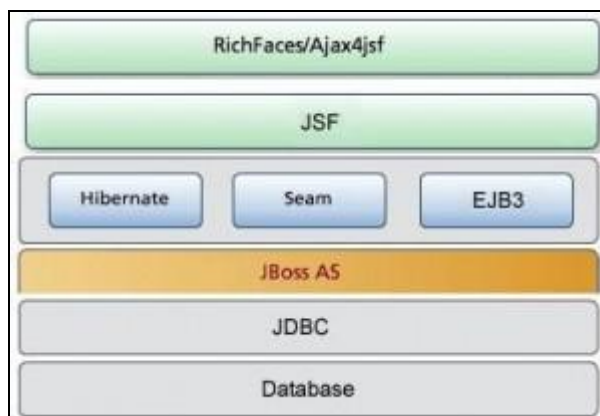 RichFaces/Ajax4jsf
JSF
Hibernate
Seam
EJB3
JBoss AS
JDBC
Database